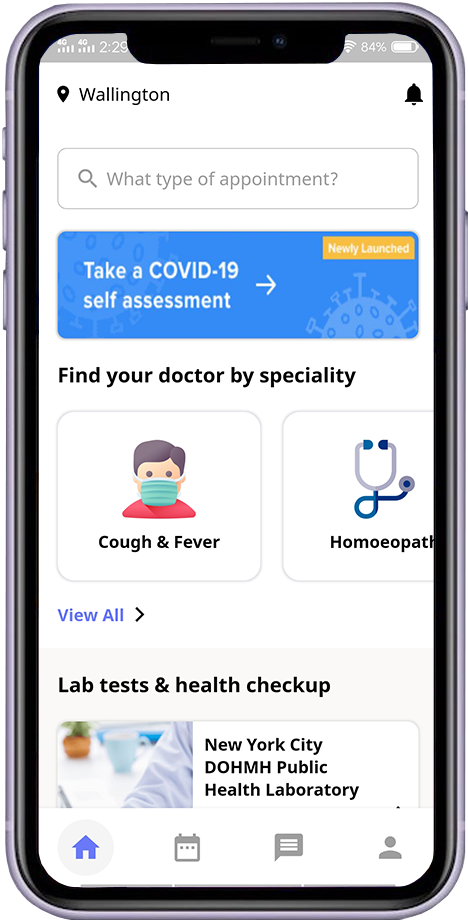 4G 4G 2:29 84%
Wallington
What type of appointment?
Newly Launched
Take a COVID-19
self assessment
Find your doctor by speciality
Cough & Fever
Homoeopath
View All
Lab tests & health checkup
New York City
DOHMH Public
Health Laboratory